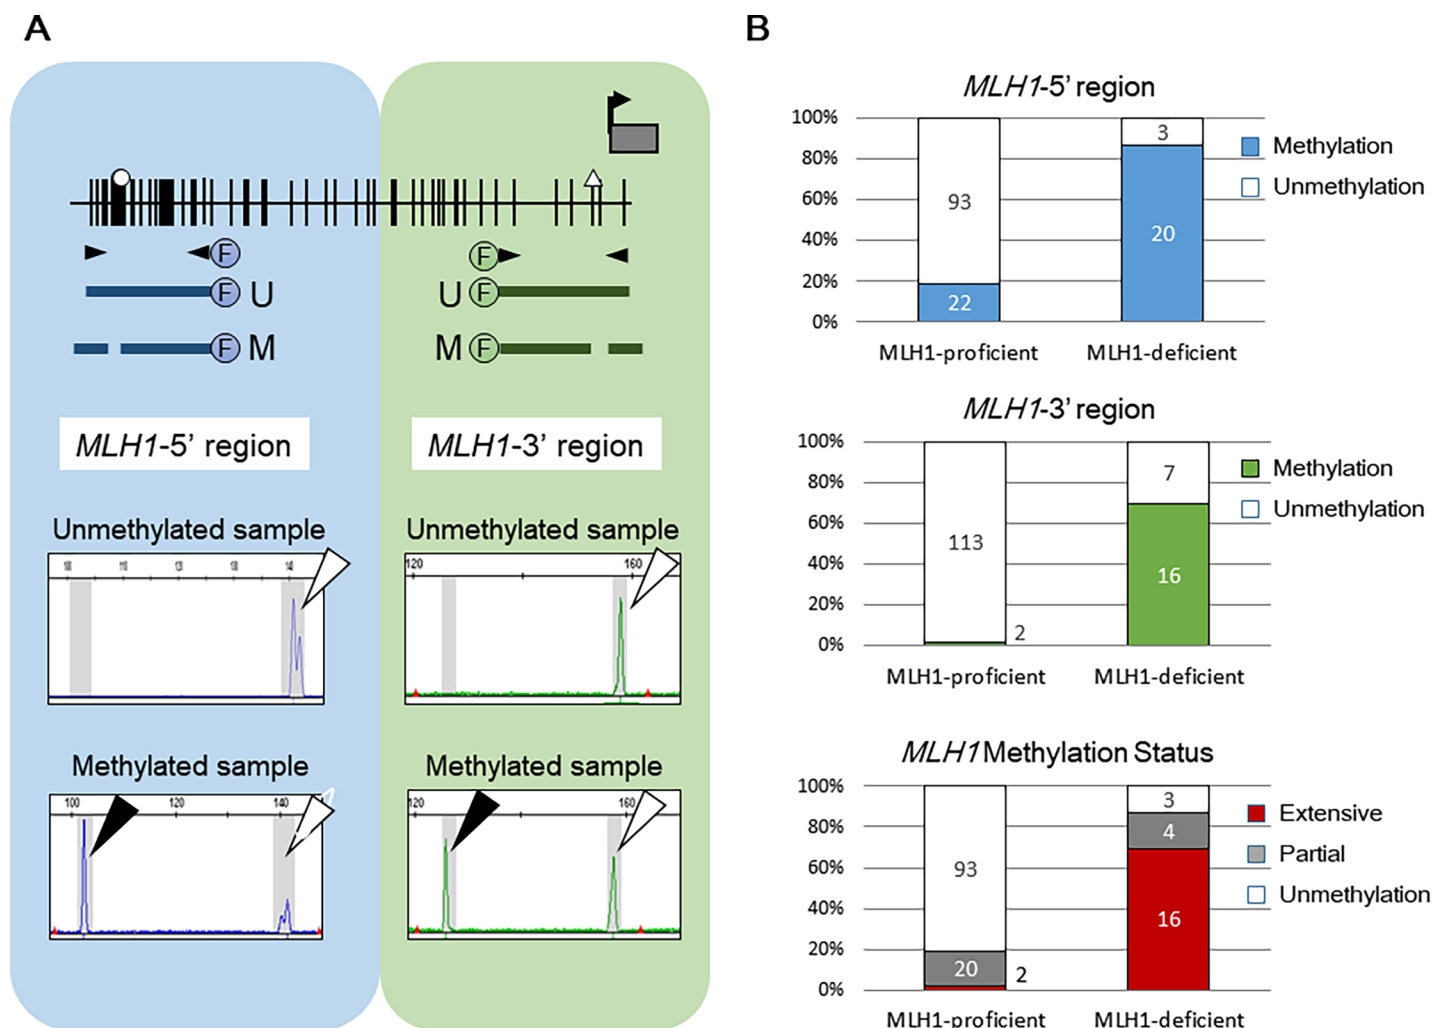 A
F
F
F
U
U
F
F
M
M
F
MLH1-5’ region
MLH1-3’ region
Unmethylated sample
Unmethylated sample
140
120
160
Methylated sample
Methylated sample
100
120
140
120
160
B
MLH1-5’ region
100%
80%
60%
40%
20%
0%
93
22
3
20
MLH1-proficient
MLH1-deficient
Methylation
Unmethylation
MLH1-3’ region
100%
80%
60%
40%
20%
0%
113
2
7
16
MLH1-proficient
MLH1-deficient
Methylation
Unmethylation
MLH1 Methylation Status
100%
80%
60%
40%
20%
0%
93
20
2
3
4
16
MLH1-proficient
MLH1-deficient
Extensive
Partial
Unmethylation